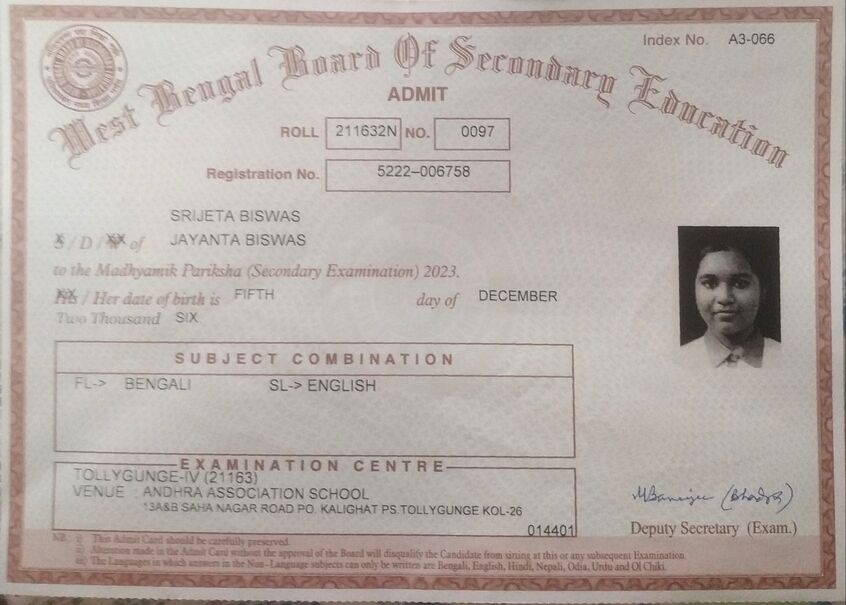 Index No. A3-066
West Bengal Board Of Secondary Education
ADMIT
ROLL 211632N NO. 0097
Registration No. 5222–006758
SRIJETA BISWAS
S / D / W of JAYANTA BISWAS
to the Madhyamik Pariksha (Secondary Examination) 2023.
His / Her date of birth is FIFTH day of DECEMBER
Two Thousand SIX
SUBJECT COMBINATION
FL-> BENGALI SL-> ENGLISH
EXAMINATION CENTRE
TOLLYGUNGE-IV (21163)
VENUE : ANDHRA ASSOCIATION SCHOOL
13A&B SAHA NAGAR ROAD PO. KALIGHAT PS.TOLLYGUNGE KOL-26
014401
Deputy Secretary (Exam.)
NB. i) This Admit Card should be carefully preserved.
ii) Alteration made in the Admit Card without the approval of the Board will disqualify the Candidate from sitting at this or any subsequent Examination.
iii) The Languages in which answers in the Non-Language subjects can only be written are Bengali, English, Hindi, Nepali, Odia, Urdu and Ol Chiki.